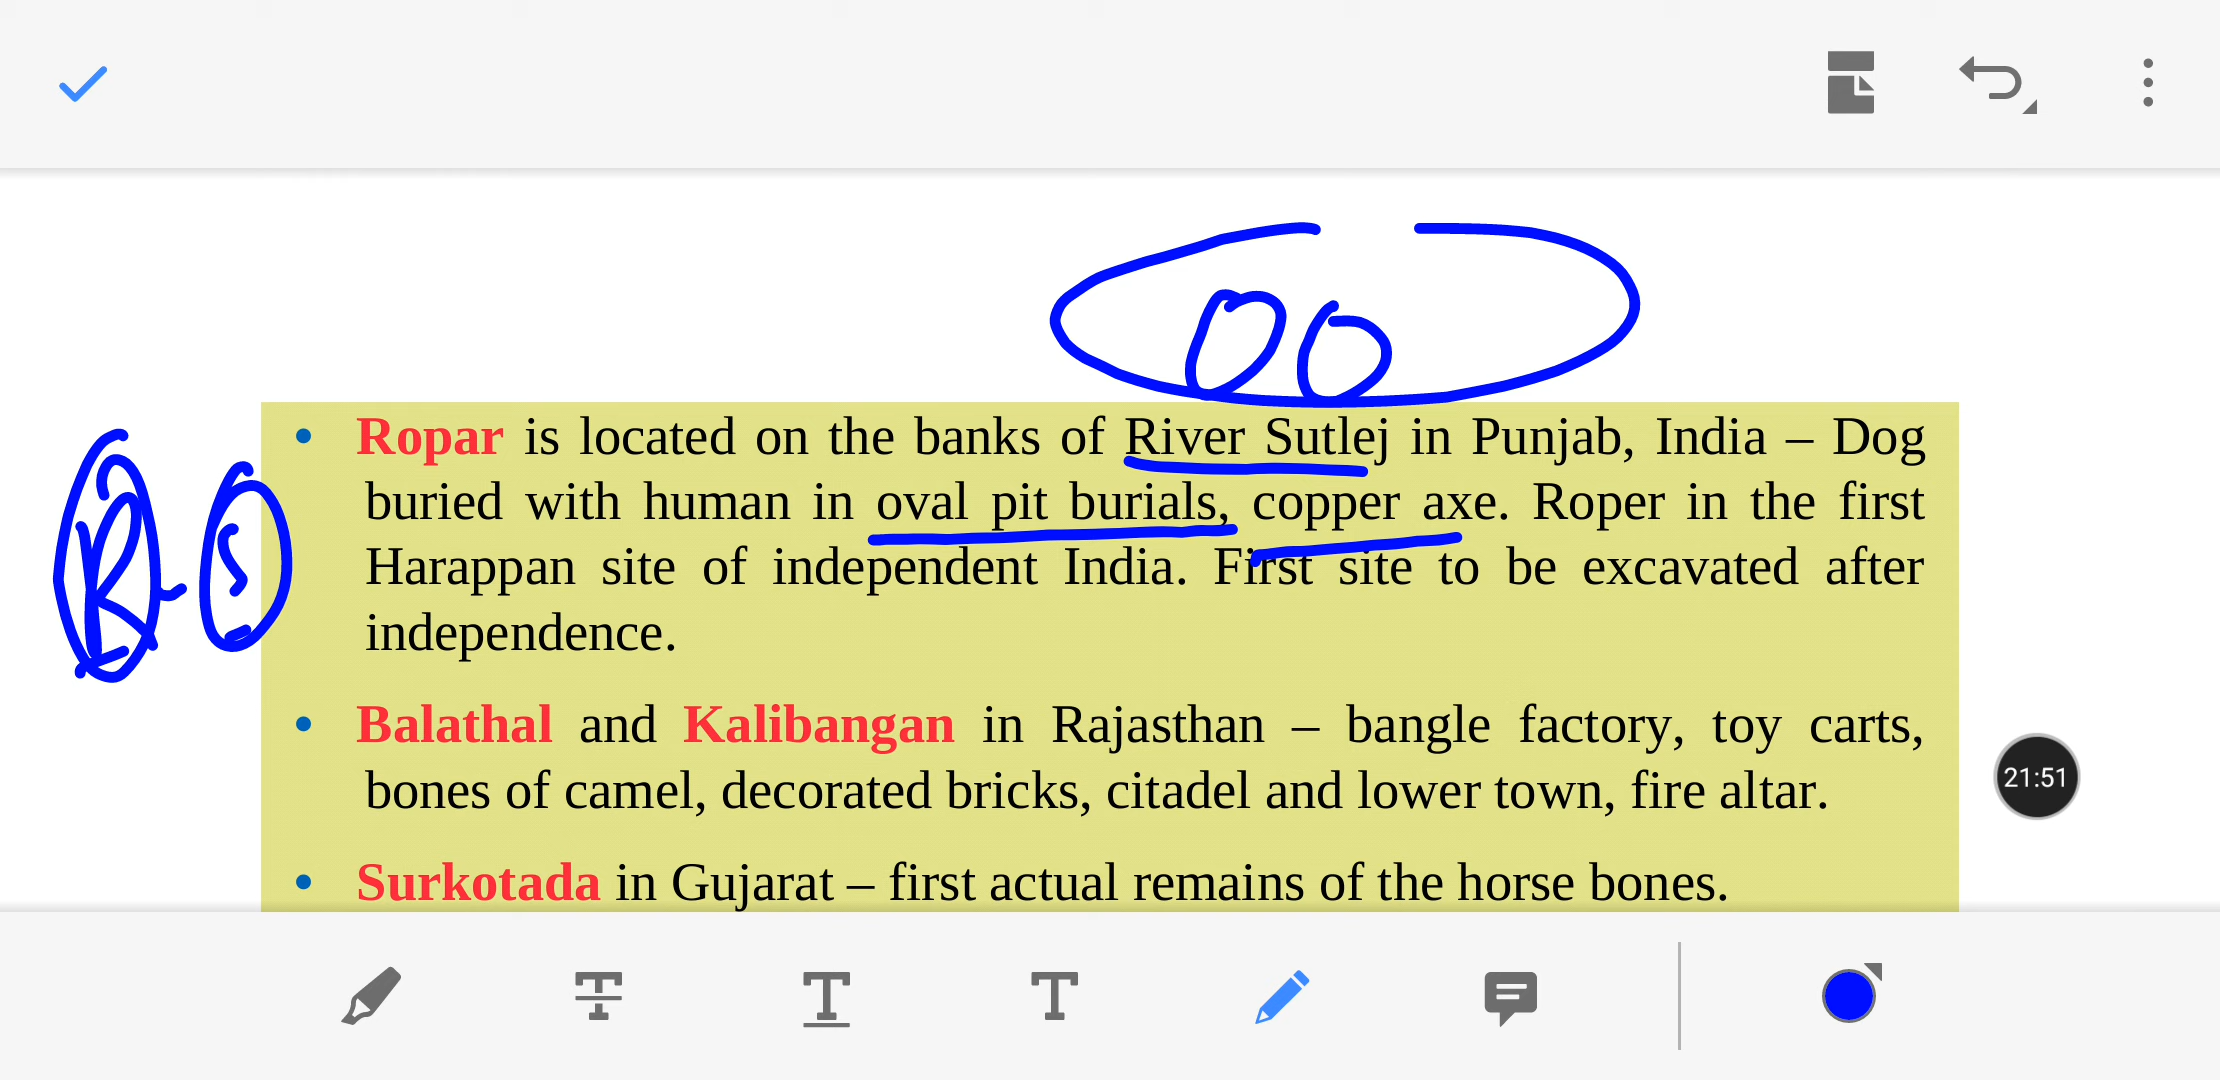 • Ropar is located on the banks of River Sutlej in Punjab, India – Dog
buried with human in oval pit burials, copper axe. Roper in the first
Harappan site of independent India. First site to be excavated after
independence.
R-S
• Balathal and Kalibangan in Rajasthan – bangle factory, toy carts,
bones of camel, decorated bricks, citadel and lower town, fire altar.
21:51
• Surkotada in Gujarat – first actual remains of the horse bones.